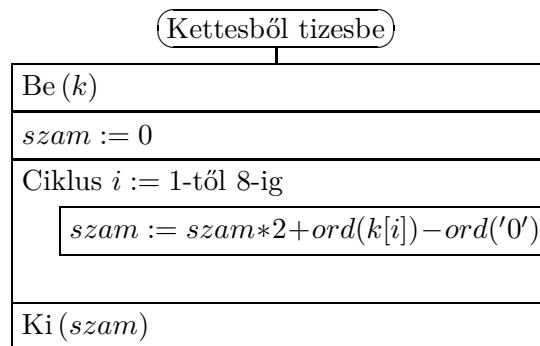 Kettesből tizesbe
Be (k)
szam := 0
Ciklus i := 1-től 8-ig
szam := szam*2+ord(k[i])−ord('0')
Ki (szam)